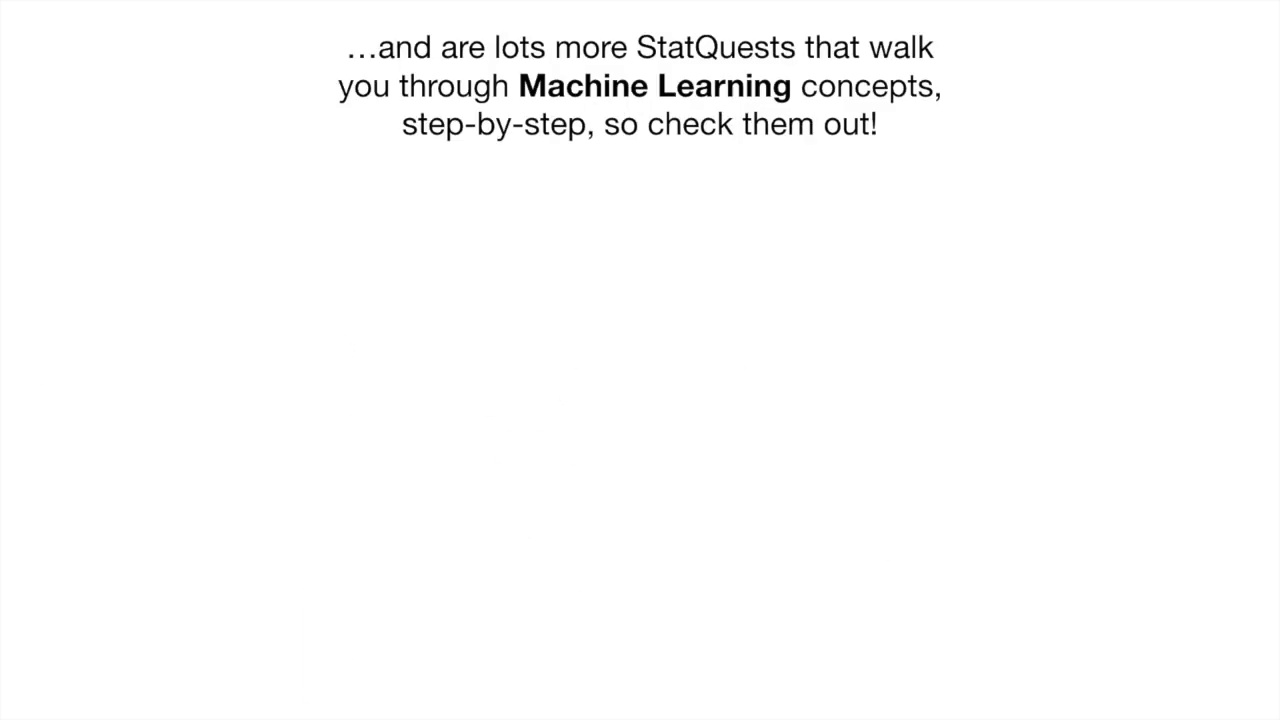 …and are lots more StatQuests that walk
you through Machine Learning concepts,
step-by-step, so check them out!